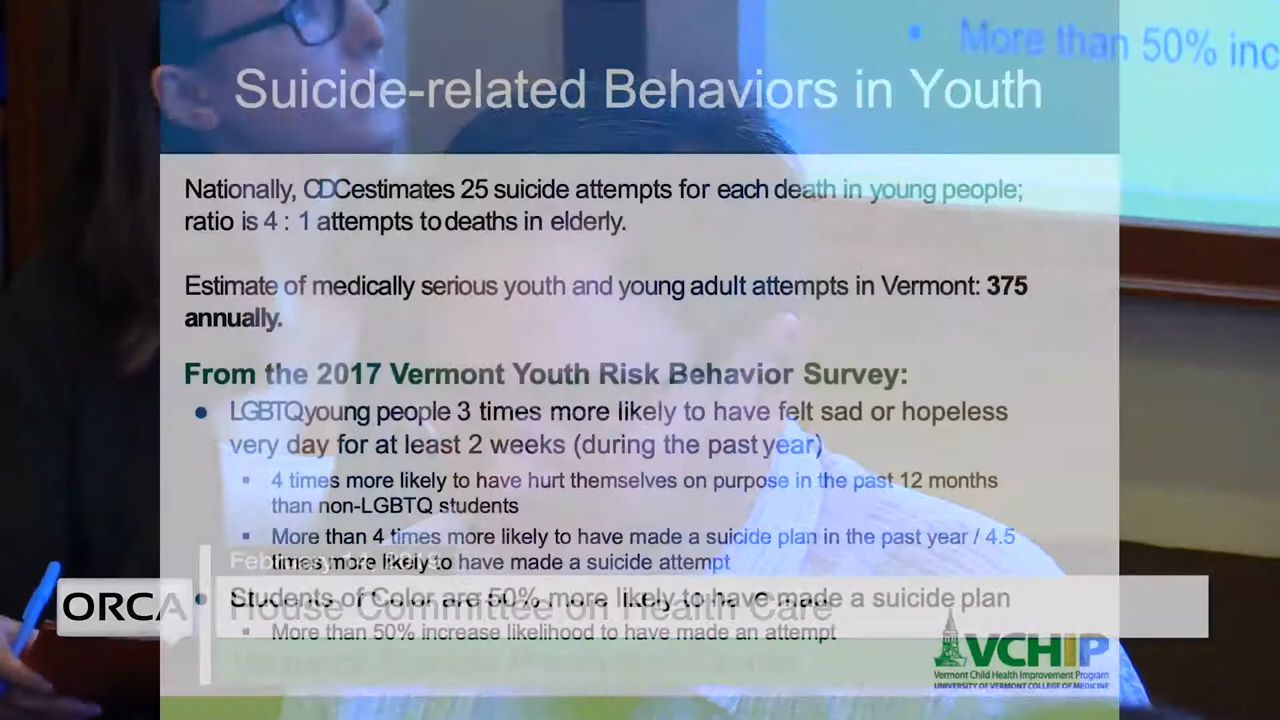 More than 50% inc
Suicide-related Behaviors in Youth
Nationally, CDCestimates 25 suicide attempts for each death in young people;
ratio is 4 : 1 attempts to deaths in elderly.
Estimate of medically serious youth and young adult attempts in Vermont: 375
annually.
From the 2017 Vermont Youth Risk Behavior Survey:
• LGBTQyoung people 3 times more likely to have felt sad or hopeless
very day for at least 2 weeks (during the past year)
▪ 4 times more likely to have hurt themselves on purpose in the past 12 months
than non-LGBTQ students
▪ More than 4 times more likely to have made a suicide plan in the past year / 4.5
times more likely to have made a suicide attempt
• Students of Color are 50% more likely to have made a suicide plan
▪ More than 50% increase likelihood to have made an attempt
ORCA
House Committee on Health Care
VCHIP
Vermont Child Health Improvement Program
UNIVERSITY OF VERMONT COLLEGE OF MEDICINE